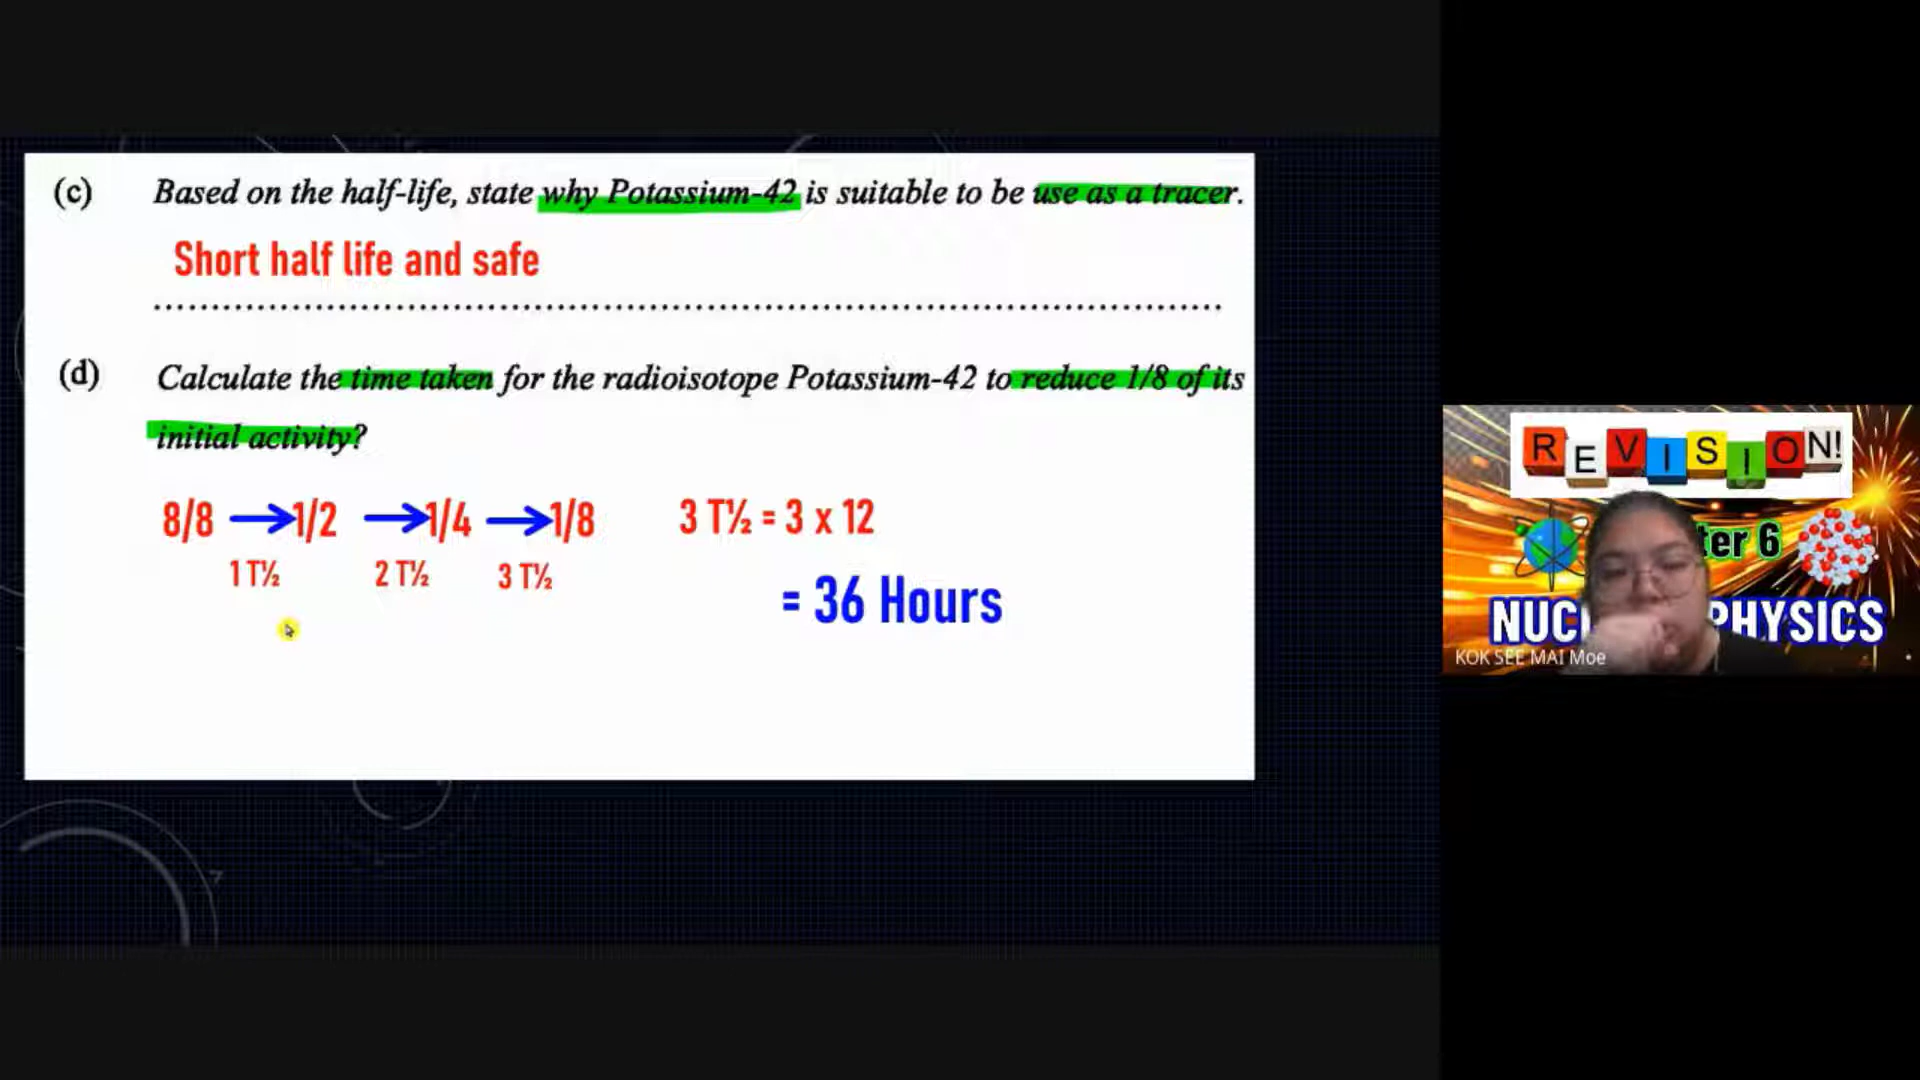 (c) Based on the half-life, state why Potassium-42 is suitable to be use as a tracer.
Short half life and safe
(d) Calculate the time taken for the radioisotope Potassium-42 to reduce 1/8 of its
initial activity?
8/8 → 1/2 → 1/4 → 1/8 3 T½ = 3 x 12
1 T½ 2 T½ 3 T½
= 36 Hours
REVISION!
ter 6
NUC PHYSICS
KOK SEE MAI Moe